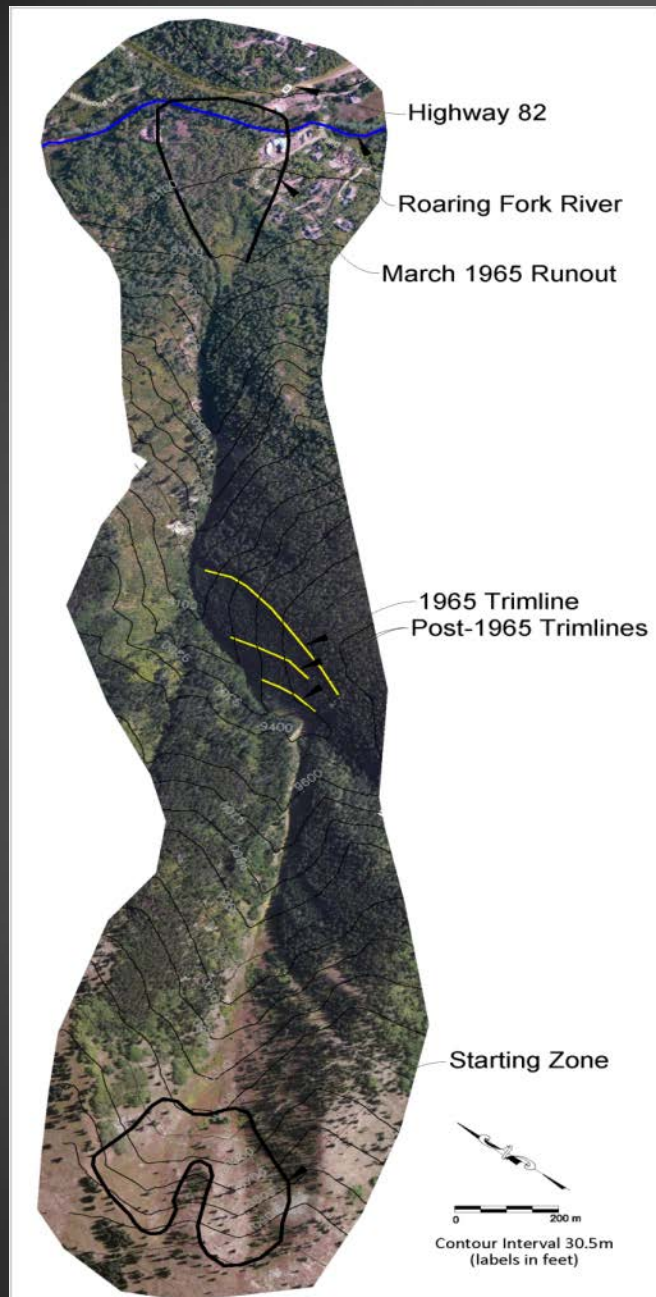 Highway 82
Roaring Fork River
March 1965 Runout
1965 Trimline
Post-1965 Trimlines
9400
9600
Starting Zone
0 200 m
Contour Interval 30.5m
(labels in feet)